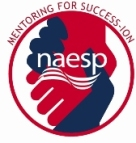 MENTORING FOR SUCCESS-ION
naesp